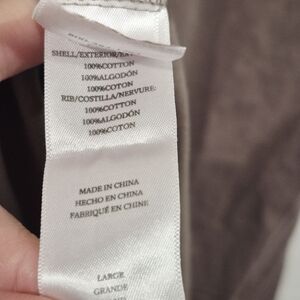 SHELL/EXTERIOR/
100%COTTON
100%ALGODÓN
100%COTON
RIB/COSTILLA/NERVURE:
100%COTTON
100%ALGODÓN
100%COTON
MADE IN CHINA
HECHO EN CHINA
FABRIQUÉ EN CHINE
LARGE
GRANDE